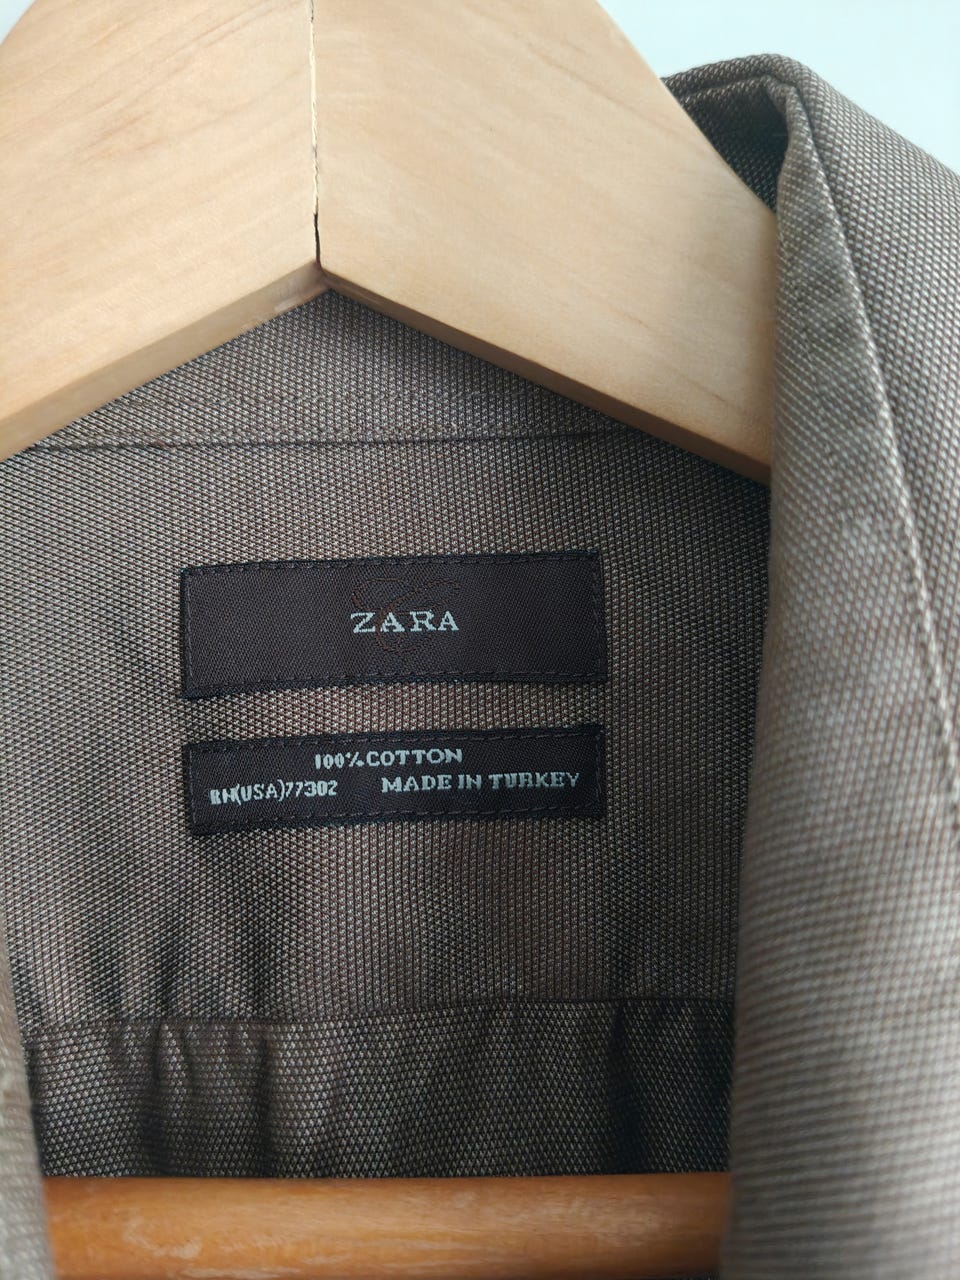 ZARA
100% COTTON
RN(USA)77302 MADE IN TURKEY